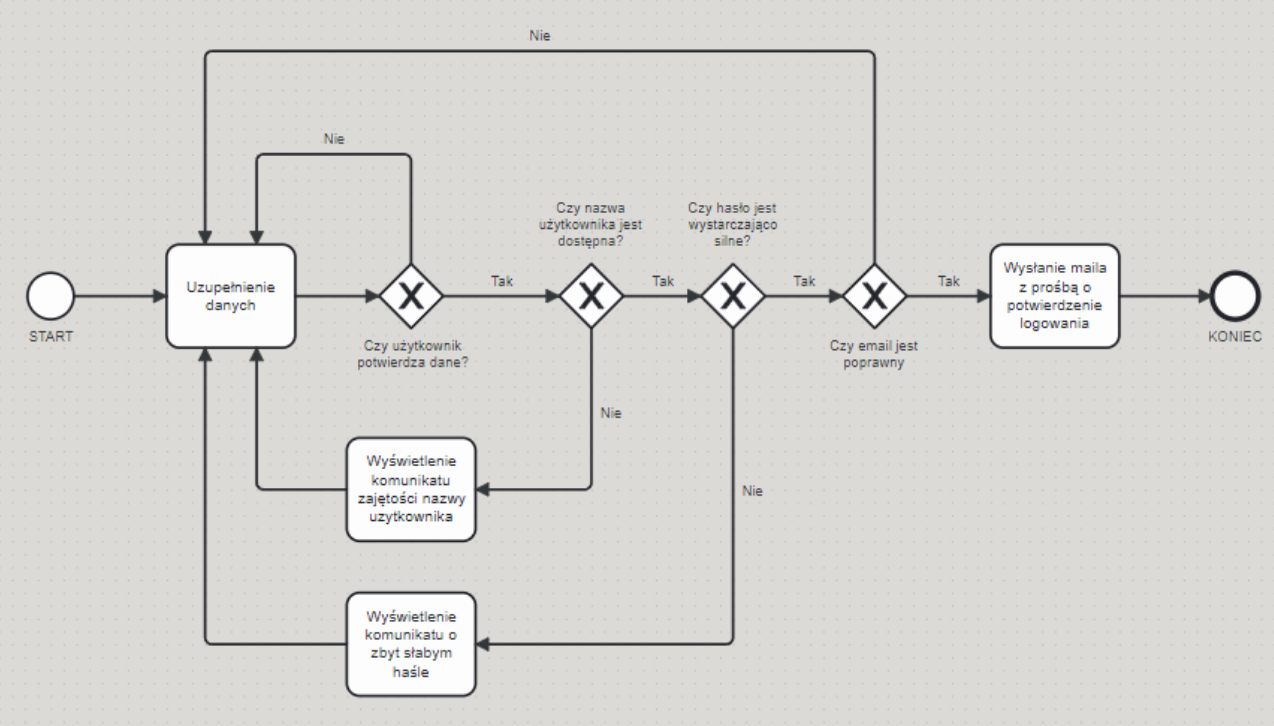 Nie
Nie
Czy nazwa
użytkownika jest
dostępna?
Czy hasło jest
wystarczająco
silne?
START
Uzupełnienie
danych
Czy użytkownik
potwierdza dane?
Tak
Tak
Tak
Czy email jest
poprawny
Tak
Wysłanie maila
z prośbą o
potwierdzenie
logowania
KONIEC
Nie
Wyświetlenie
komunikatu
zajętości nazwy
uzytkownika
Nie
Wyświetlenie
komunikatu o
zbyt słabym
haśle